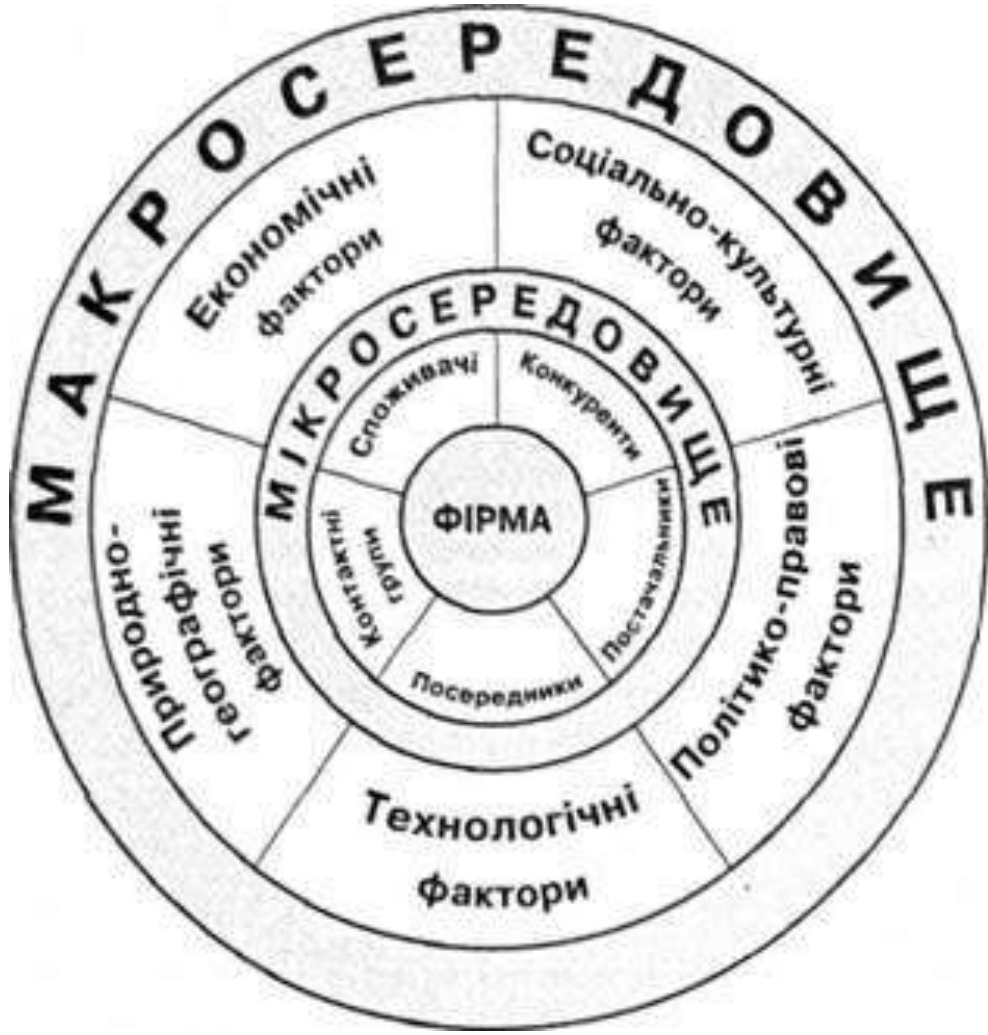 МАКРОСЕРЕДОВИЩЕ
Економічні
фактори
Соціально-культурні
фактори
Політико-правові
фактори
Технологічні
фактори
Природно-
географічні
фактори
МІКРОСЕРЕДОВИЩЕ
Споживачі
Конкуренти
Постачальники
Посередники
Контактні
групи
ФІРМА